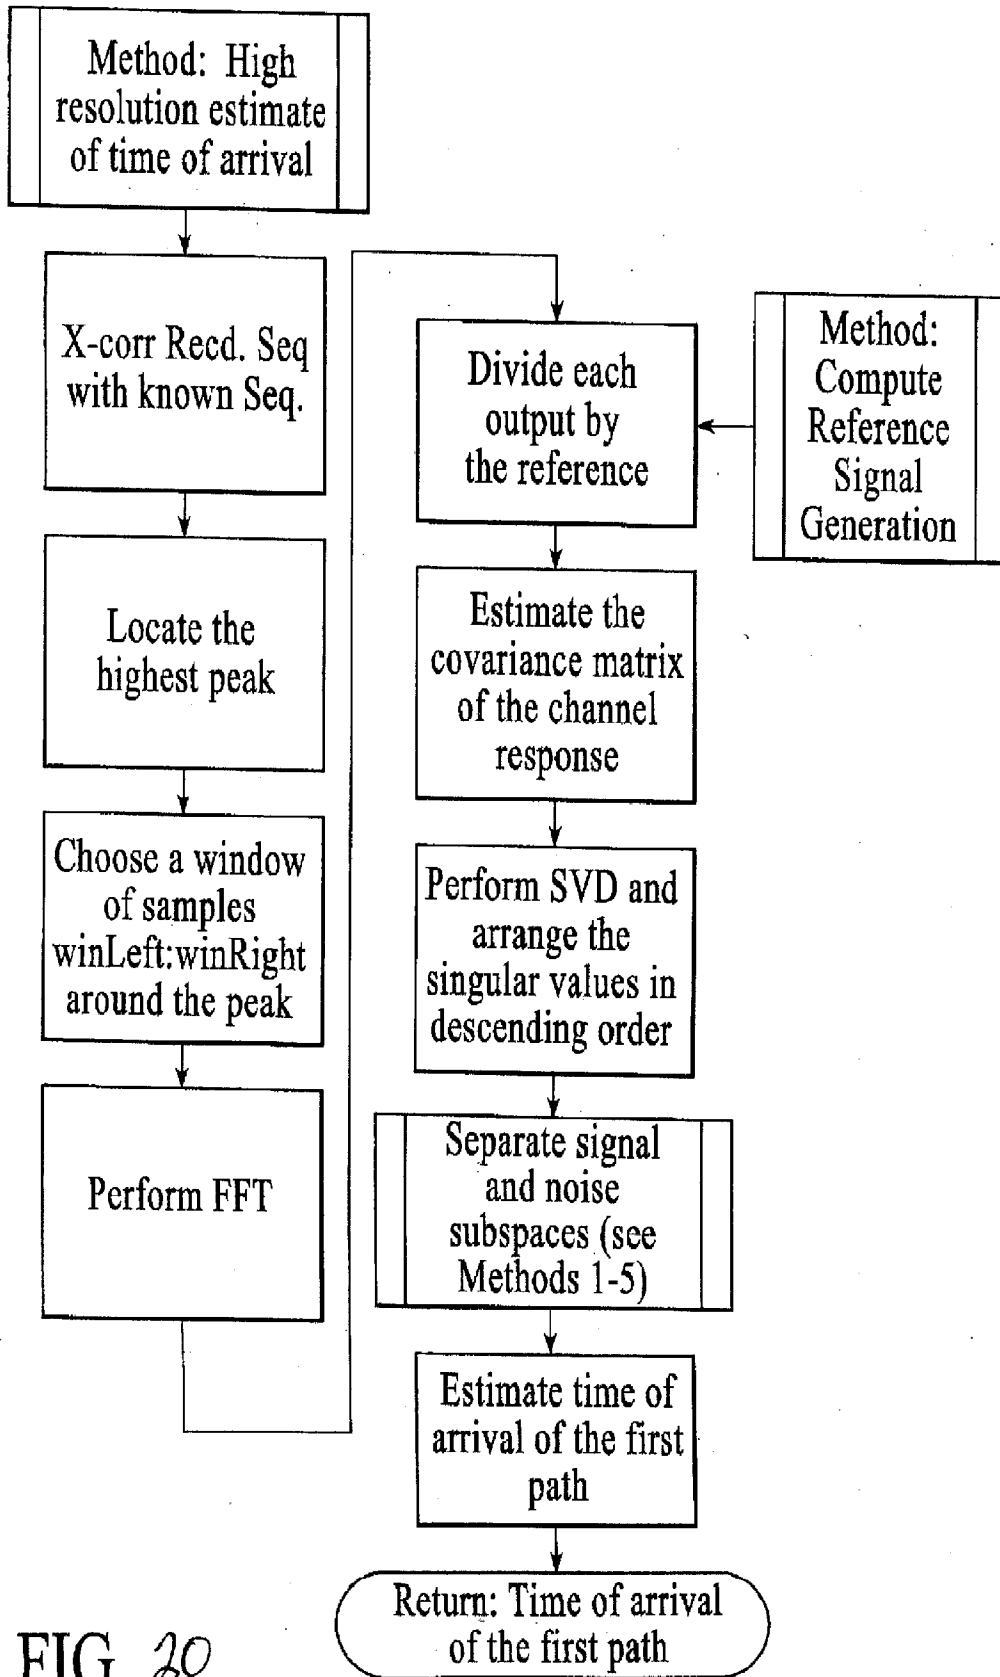 Method: High
resolution estimate
of time of arrival
X-corr Recd. Seq
with known Seq.
Locate the
highest peak
Choose a window
of samples
winLeft:winRight
around the peak
Perform FFT
Divide each
output by
the reference
Method:
Compute
Reference
Signal
Generation
Estimate the
covariance matrix
of the channel
response
Perform SVD and
arrange the
singular values in
descending order
Separate signal
and noise
subspaces (see
Methods 1-5)
Estimate time of
arrival of the first
path
Return: Time of arrival
of the first path
FIG. 20